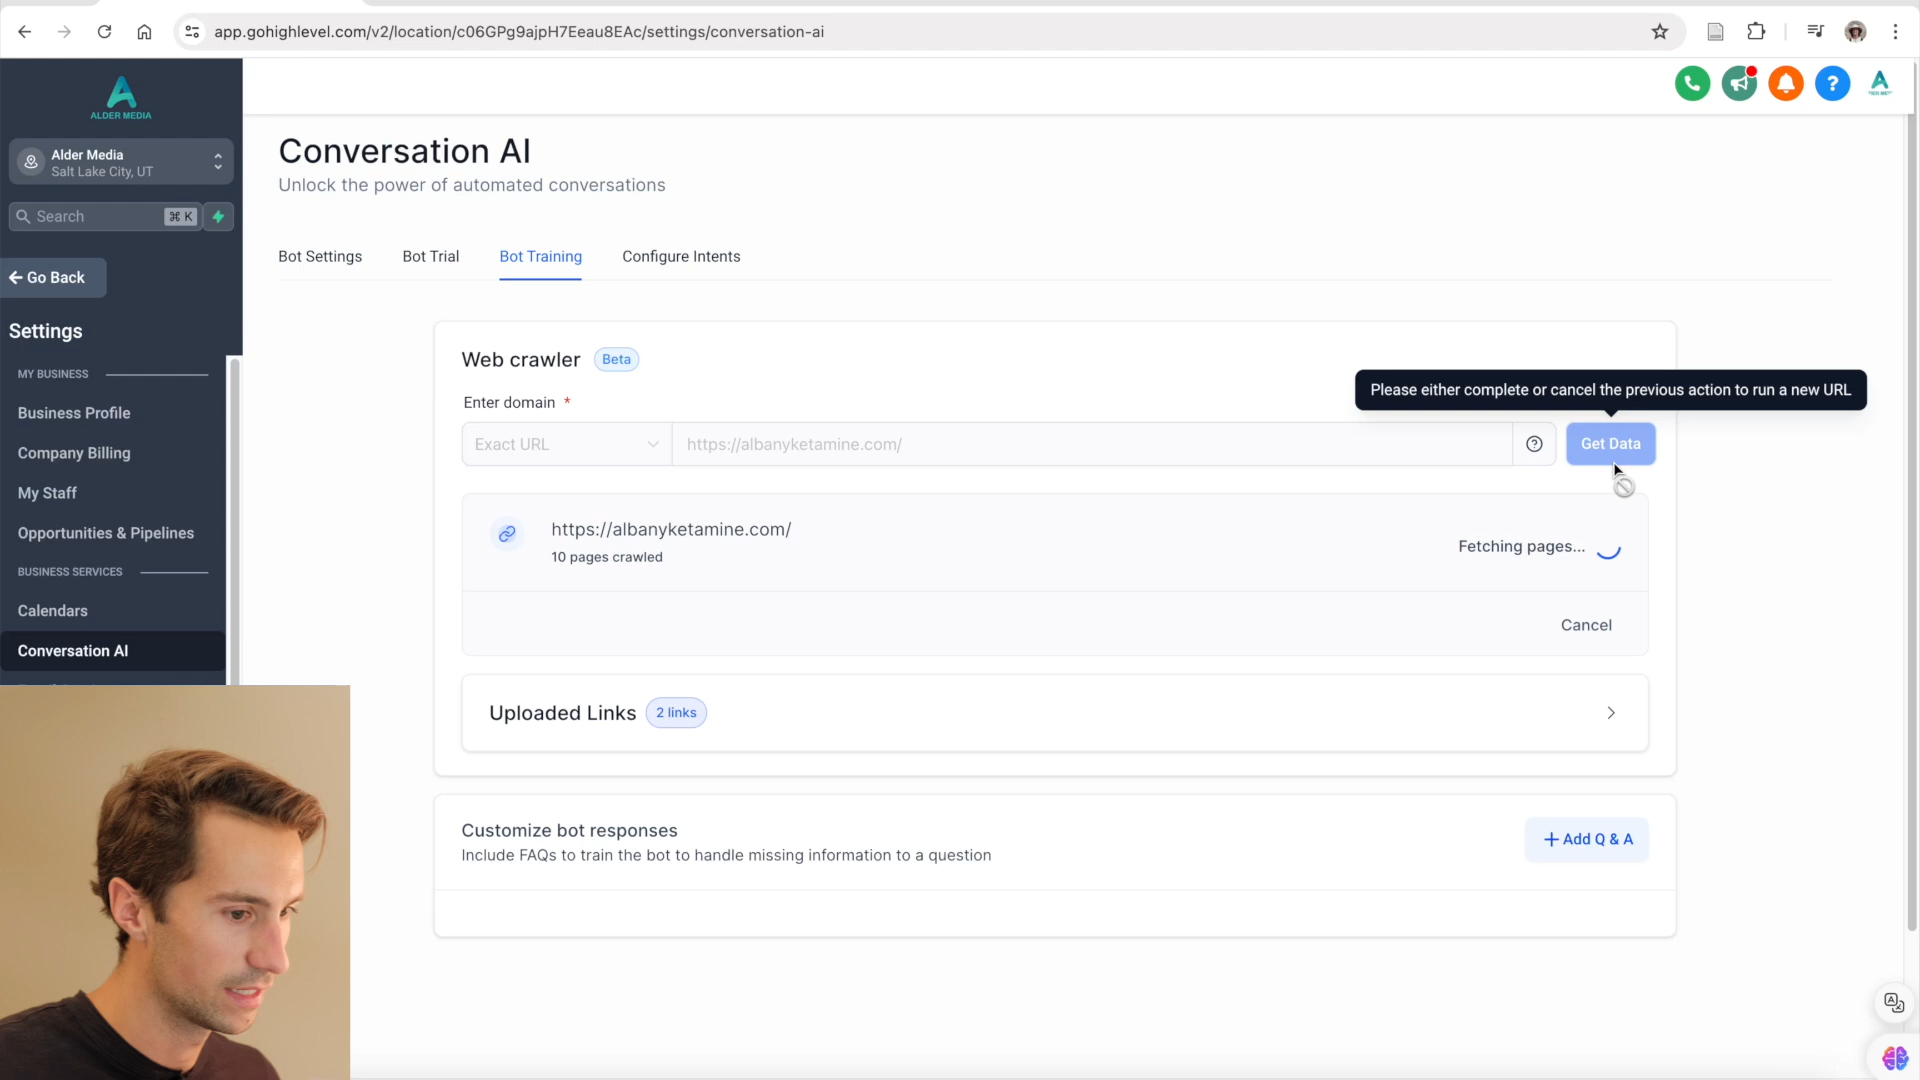 app.gohighlevel.com/v2/location/c06GPg9ajpH7Eeau8EAc/settings/conversation-ai
ALDER MEDIA
Alder Media
Salt Lake City, UT
Search
⌘ K
Go Back
Settings
MY BUSINESS
Business Profile
Company Billing
My Staff
Opportunities & Pipelines
BUSINESS SERVICES
Calendars
Conversation AI
Conversation AI
Unlock the power of automated conversations
Bot Settings
Bot Trial
Bot Training
Configure Intents
Web crawler
Beta
Please either complete or cancel the previous action to run a new URL
Enter domain *
Exact URL
https://albanyketamine.com/
Get Data
https://albanyketamine.com/
10 pages crawled
Fetching pages...
Cancel
Uploaded Links
2 links
Customize bot responses
Include FAQs to train the bot to handle missing information to a question
+ Add Q & A